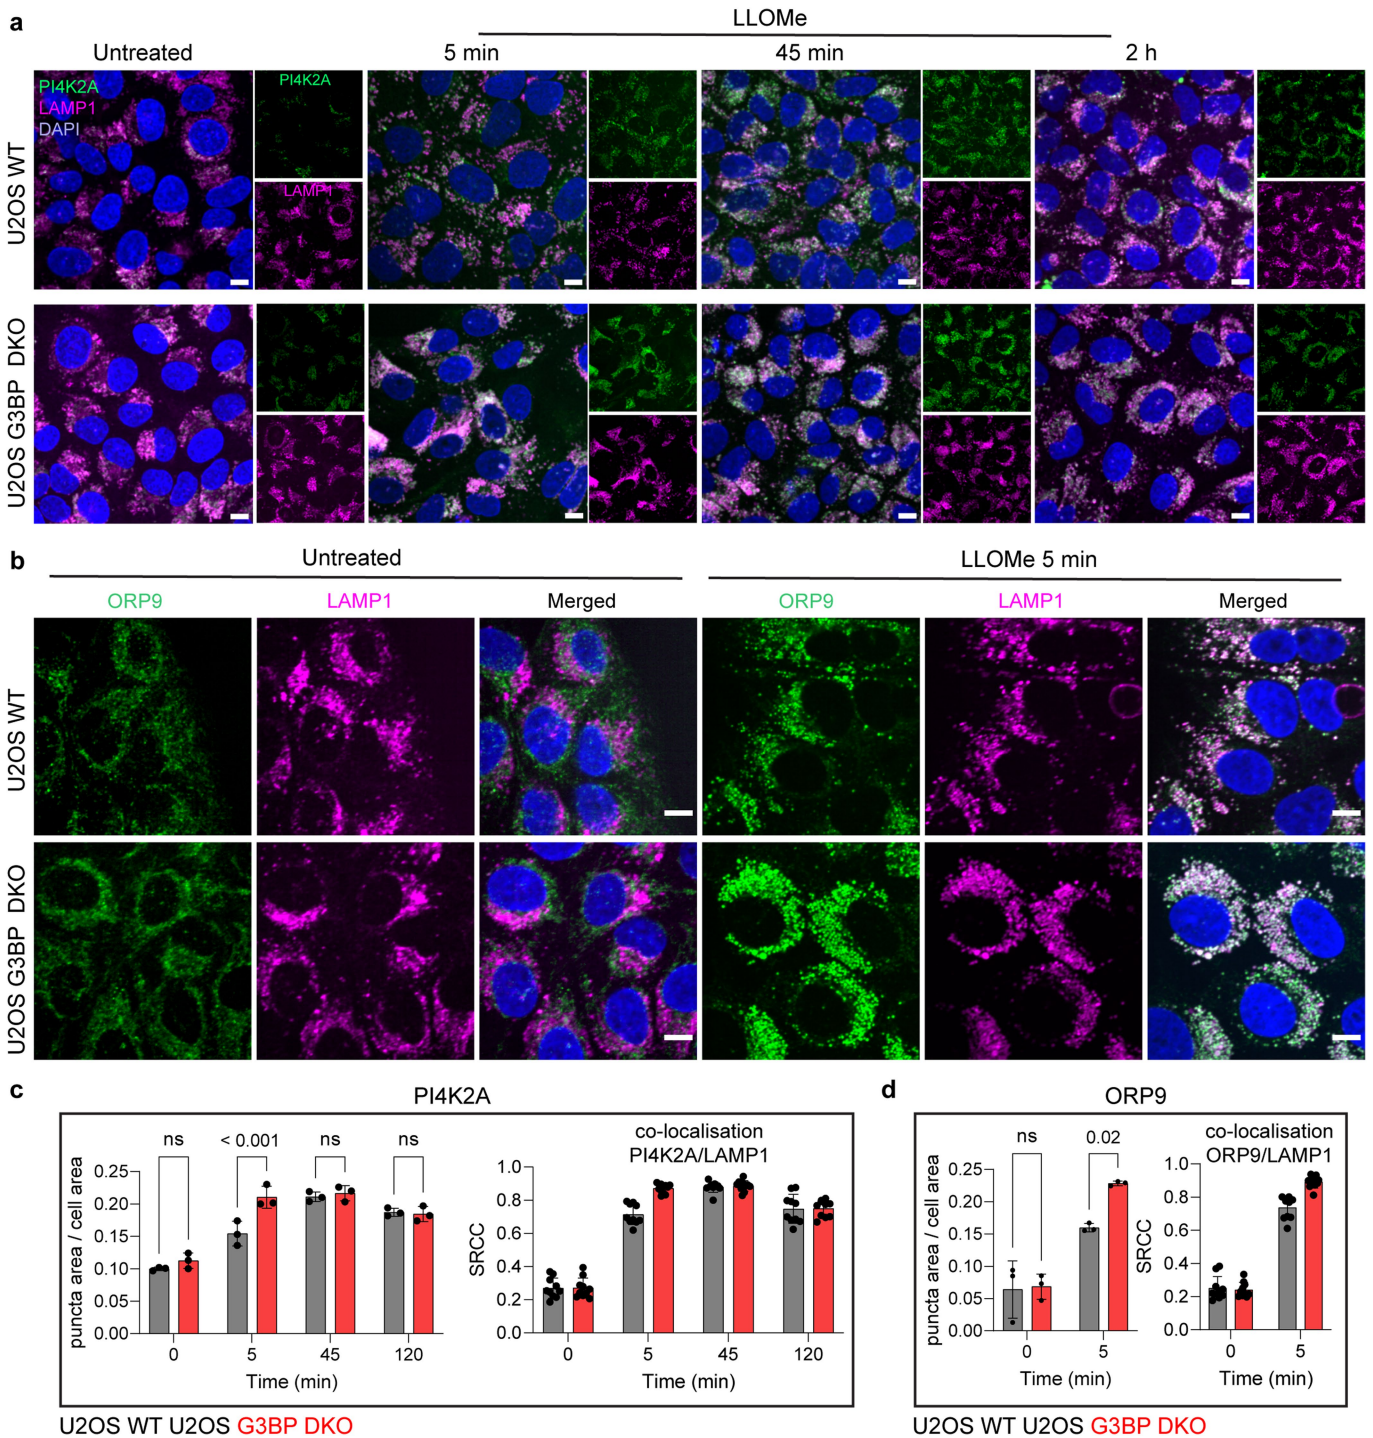 a
LLOMe
Untreated
5 min
45 min
2 h
PI4K2A
LAMP1
DAPI
PI4K2A
LAMP1
U2OS WT
U2OS G3BP DKO
b
Untreated
LLOMe 5 min
ORP9
LAMP1
Merged
ORP9
LAMP1
Merged
U2OS WT
U2OS G3BP DKO
c
PI4K2A
ns
< 0.001
ns
ns
puncta area / cell area
0.25
0.20
0.15
0.10
0.05
0.00
0
5
45
120
Time (min)
co-localisation
PI4K2A/LAMP1
SRCC
1.0
0.8
0.6
0.4
0.2
0.0
0
5
45
120
Time (min)
U2OS WT U2OS G3BP DKO
d
ORP9
ns
0.02
puncta area / cell area
0.25
0.20
0.15
0.10
0.05
0.00
0
5
Time (min)
co-localisation
ORP9/LAMP1
SRCC
1.0
0.8
0.6
0.4
0.2
0.0
0
5
Time (min)
U2OS WT U2OS G3BP DKO